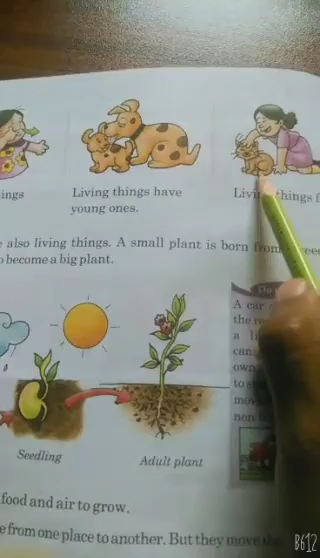 ings
Living things have
young ones.
Living things f
also living things. A small plant is born from
become a big plant.
A car
the
a
can
own
to
mov
non
Seedling
Adult plant
food and air to grow.
from one place to another. But they move
B612